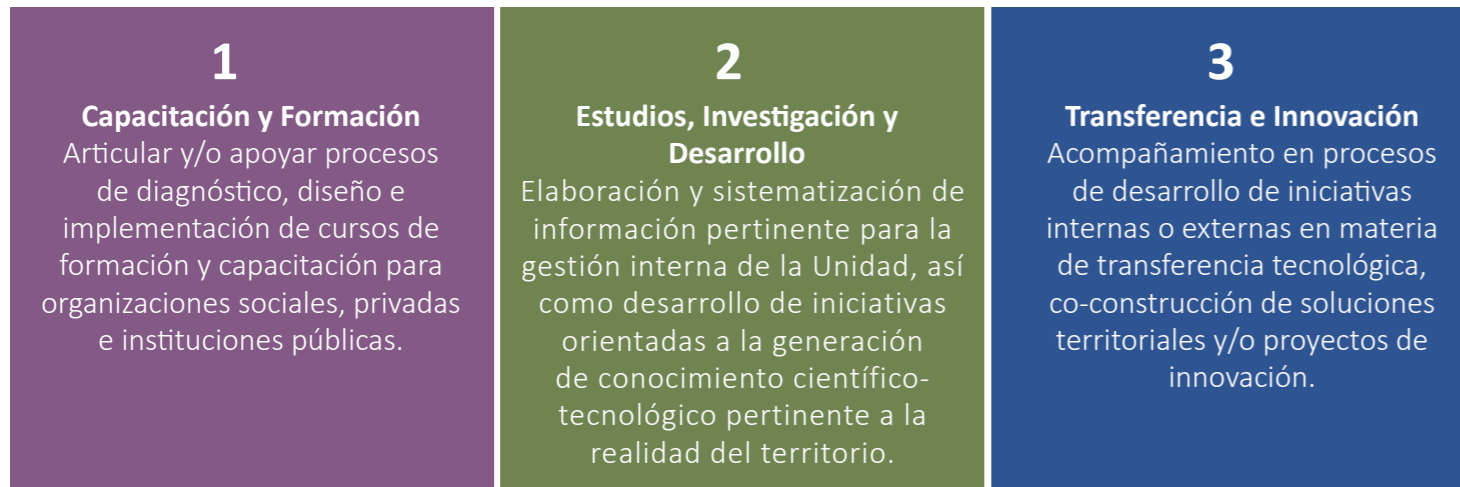 1
Capacitación y Formación
Articular y/o apoyar procesos
de diagnóstico, diseño e
implementación de cursos de
formación y capacitación para
organizaciones sociales, privadas
e instituciones públicas.
2
Estudios, Investigación y
Desarrollo
Elaboración y sistematización de
información pertinente para la
gestión interna de la Unidad, así
como desarrollo de iniciativas
orientadas a la generación
de conocimiento científico-
tecnológico pertinente a la
realidad del territorio.
3
Transferencia e Innovación
Acompañamiento en procesos
de desarrollo de iniciativas
internas o externas en materia
de transferencia tecnológica,
co-construcción de soluciones
territoriales y/o proyectos de
innovación.